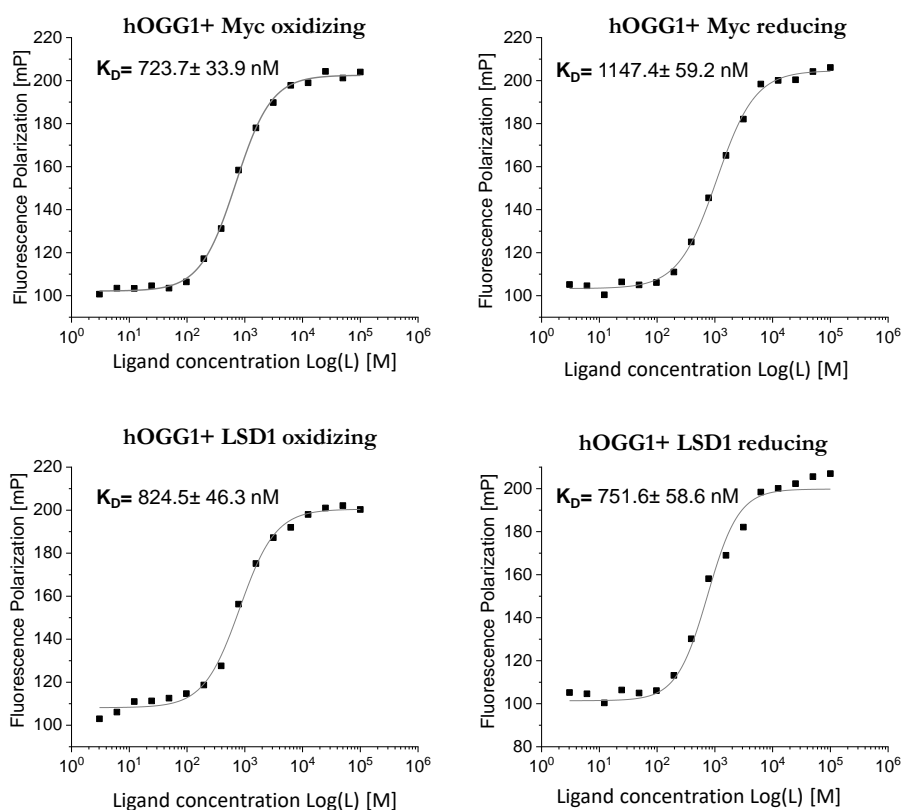 hOGG1+ Myc oxidizing
K_D= 723.7± 33.9 nM
Fluorescence Polarization [mP]
220
200
180
160
140
120
100
10^0 10^1 10^2 10^3 10^4 10^5 10^6
Ligand concentration Log(L) [M]
hOGG1+ Myc reducing
K_D= 1147.4± 59.2 nM
Fluorescence Polarization [mP]
220
200
180
160
140
120
100
10^0 10^1 10^2 10^3 10^4 10^5 10^6
Ligand concentration Log(L) [M]
hOGG1+ LSD1 oxidizing
K_D= 824.5± 46.3 nM
Fluorescence Polarization [mP]
220
200
180
160
140
120
100
10^0 10^1 10^2 10^3 10^4 10^5 10^6
Ligand concentration Log(L) [M]
hOGG1+ LSD1 reducing
K_D= 751.6± 58.6 nM
Fluorescence Polarization [mP]
200
180
160
140
120
100
80
10^0 10^1 10^2 10^3 10^4 10^5 10^6
Ligand concentration Log(L) [M]